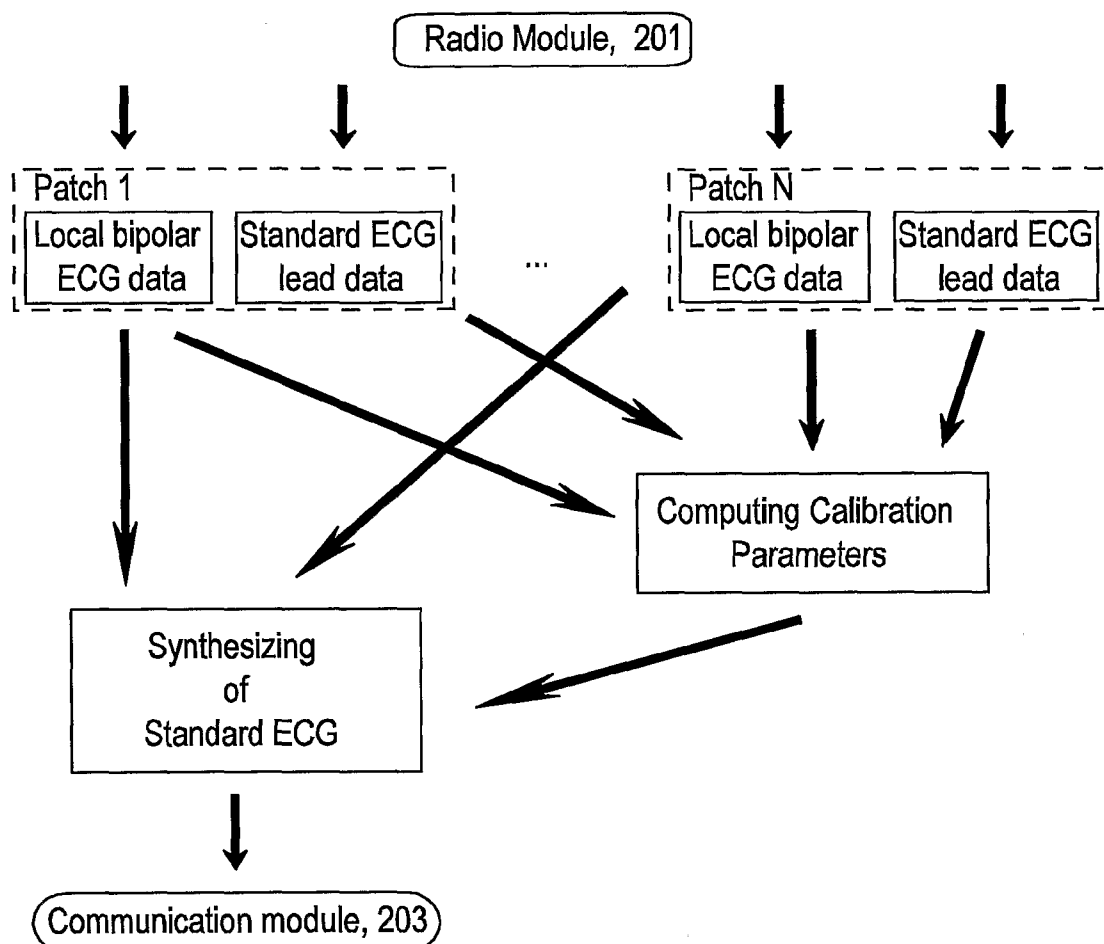 Radio Module, 201
Patch 1
Local bipolar
ECG data
Standard ECG
lead data
...
Patch N
Local bipolar
ECG data
Standard ECG
lead data
Computing Calibration
Parameters
Synthesizing
of
Standard ECG
Communication module, 203